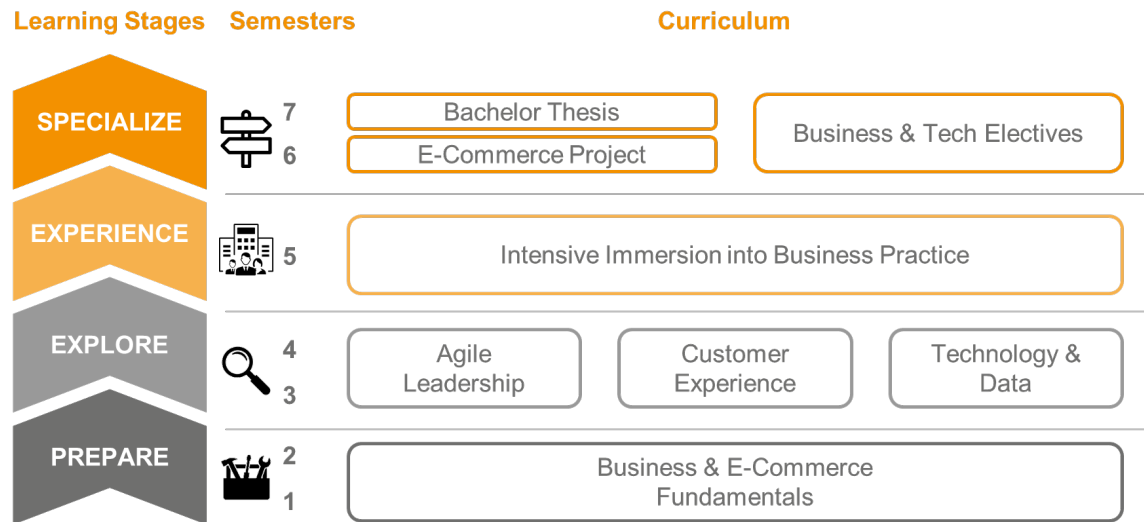 Learning Stages Semesters Curriculum
SPECIALIZE
7
6
Bachelor Thesis
E-Commerce Project
Business & Tech Electives
EXPERIENCE
5
Intensive Immersion into Business Practice
EXPLORE
4
3
Agile
Leadership
Customer
Experience
Technology &
Data
PREPARE
2
1
Business & E-Commerce
Fundamentals